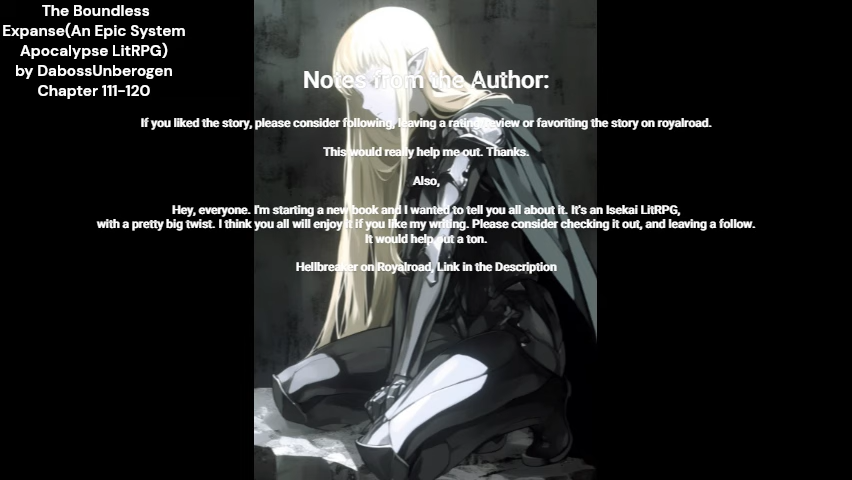 The Boundless
Expanse(An Epic System
Apocalypse LitRPG)
by DabossUnberogen
Chapter 111-120
Notes from the Author:
If you liked the story, please consider following, leaving a rating, review or favoriting the story on royalroad.
This would really help me out. Thanks.
Also,
Hey, everyone. I'm starting a new book and I wanted to tell you all about it. It's an Isekai LitRPG,
with a pretty big twist. I think you all will enjoy it if you like my writing. Please consider checking it out, and leaving a follow.
It would help out a ton.
Hellbreaker on Royalroad, Link in the Description